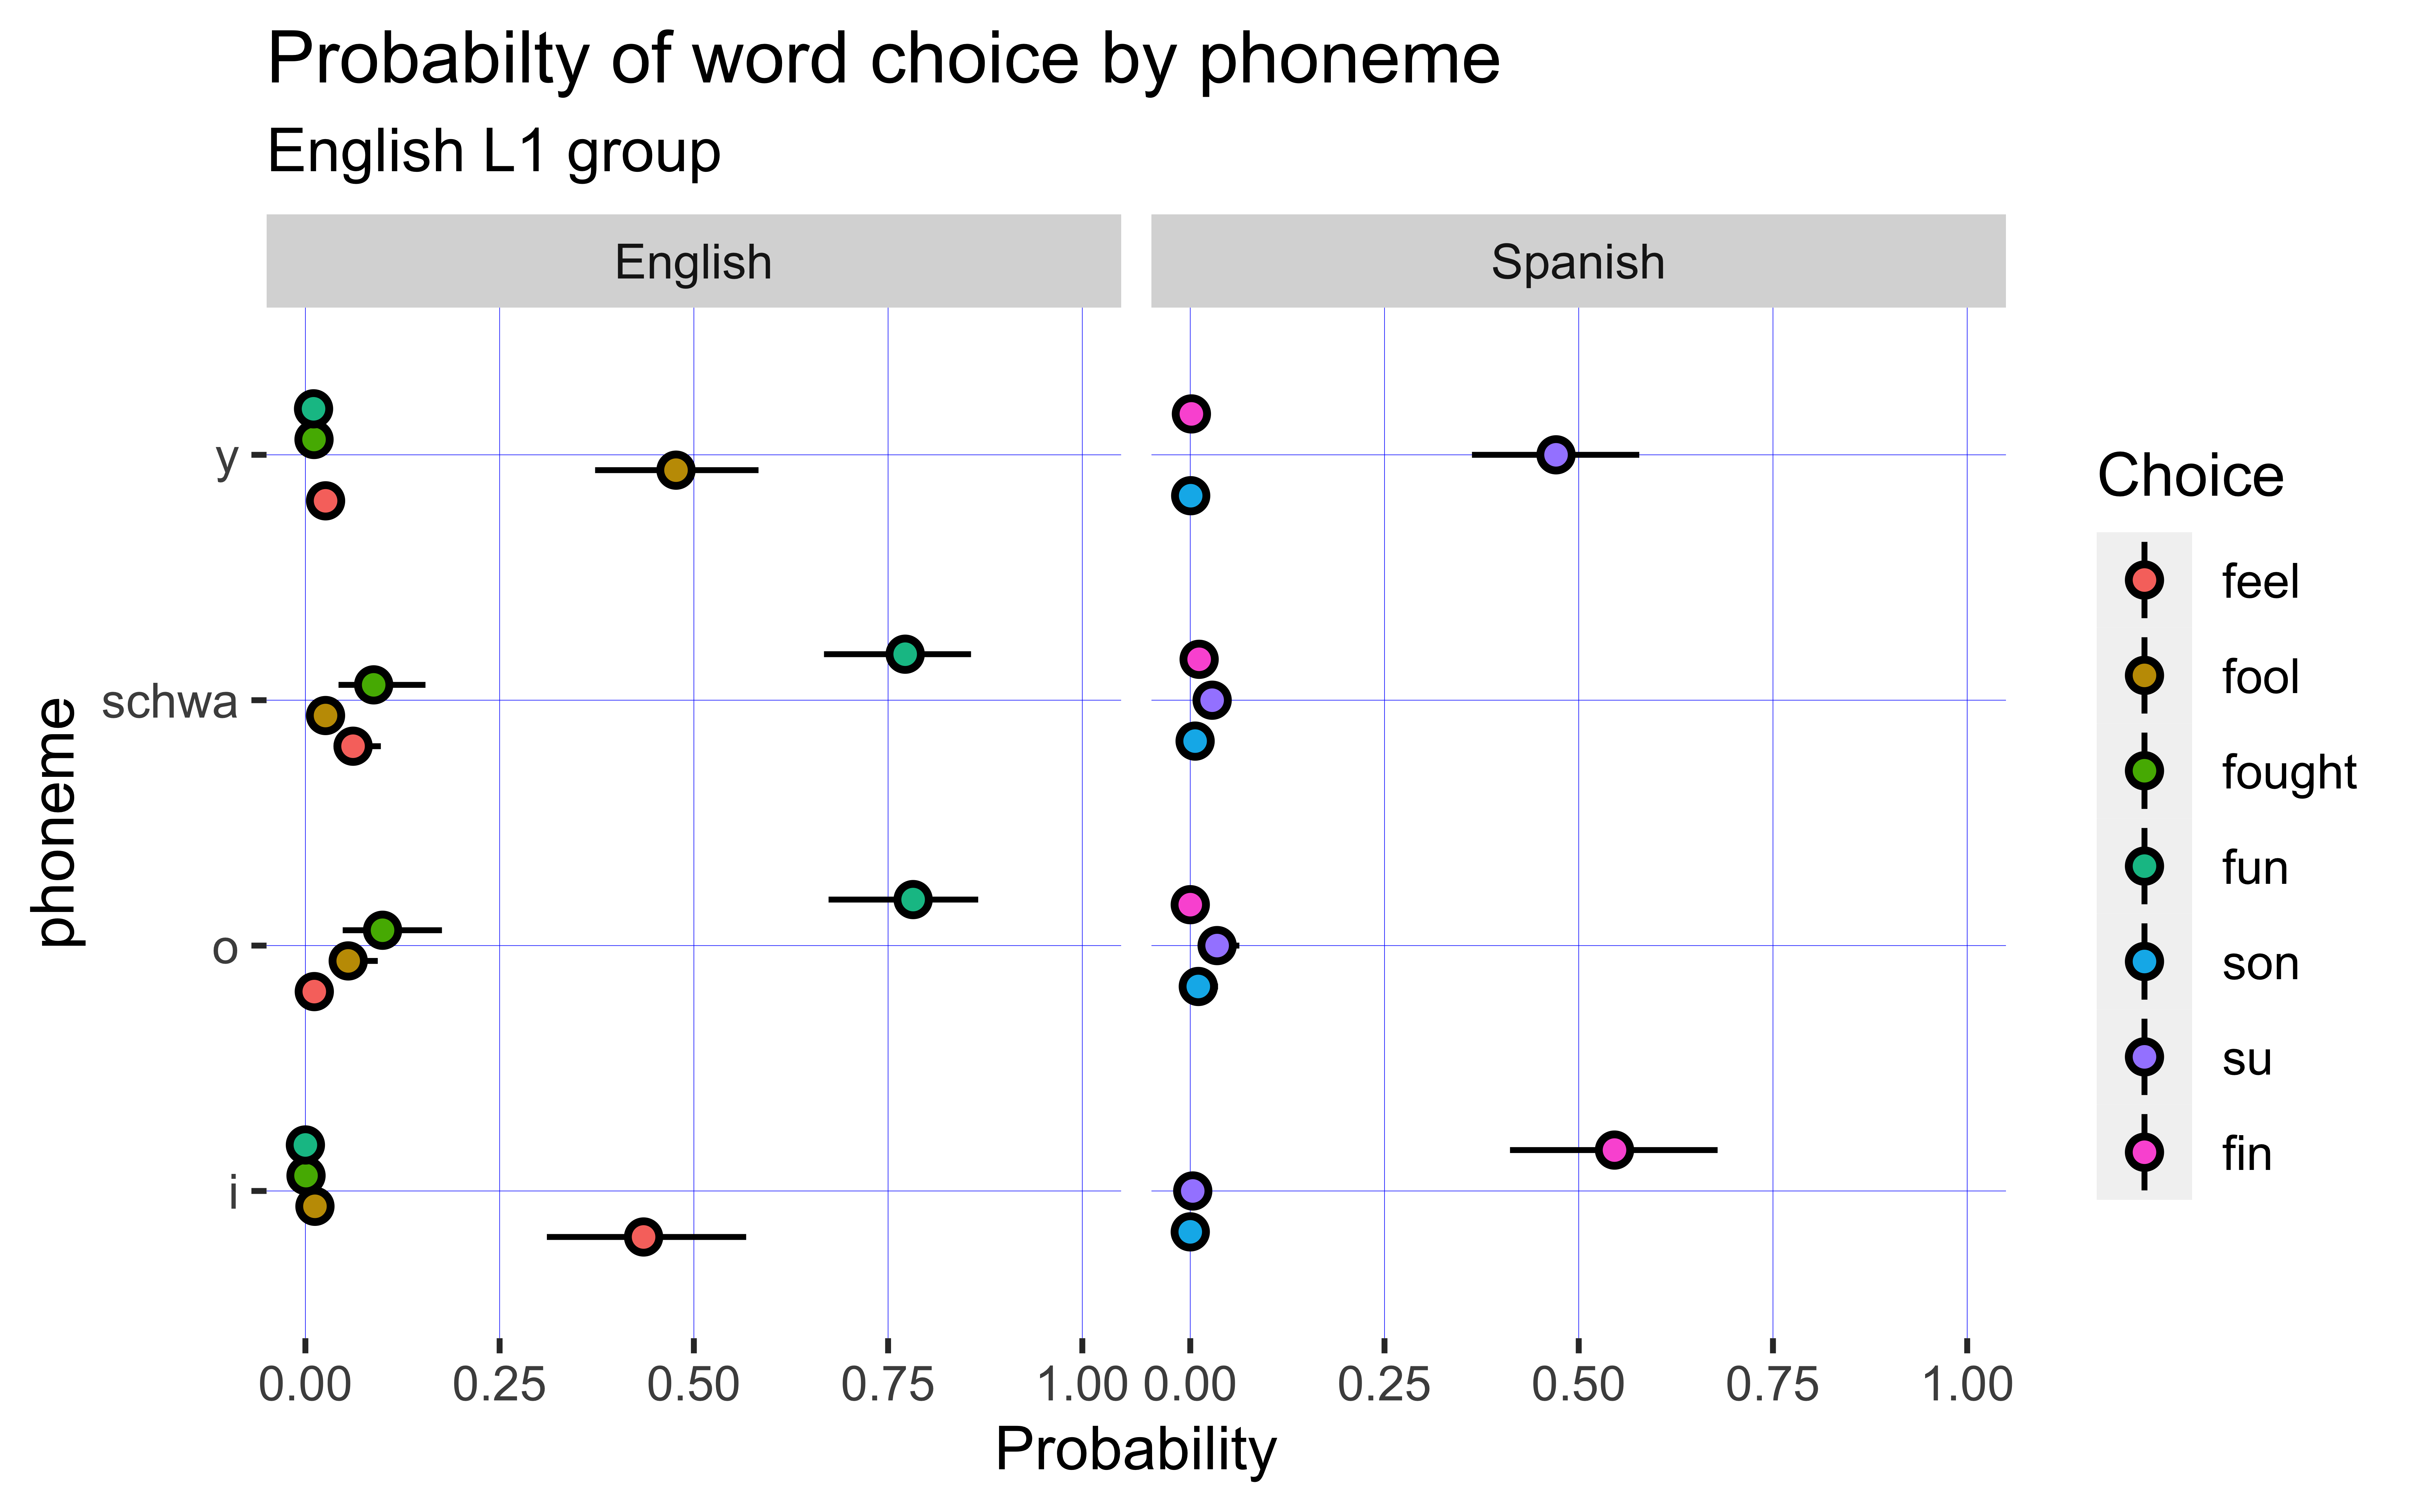 Probabilty of word choice by phoneme
English L1 group
English
Spanish
phoneme
y
schwa
o
i
0.00 0.25 0.50 0.75 1.00 0.00 0.25 0.50 0.75 1.00
Probability
Choice
feel
fool
fought
fun
son
su
fin